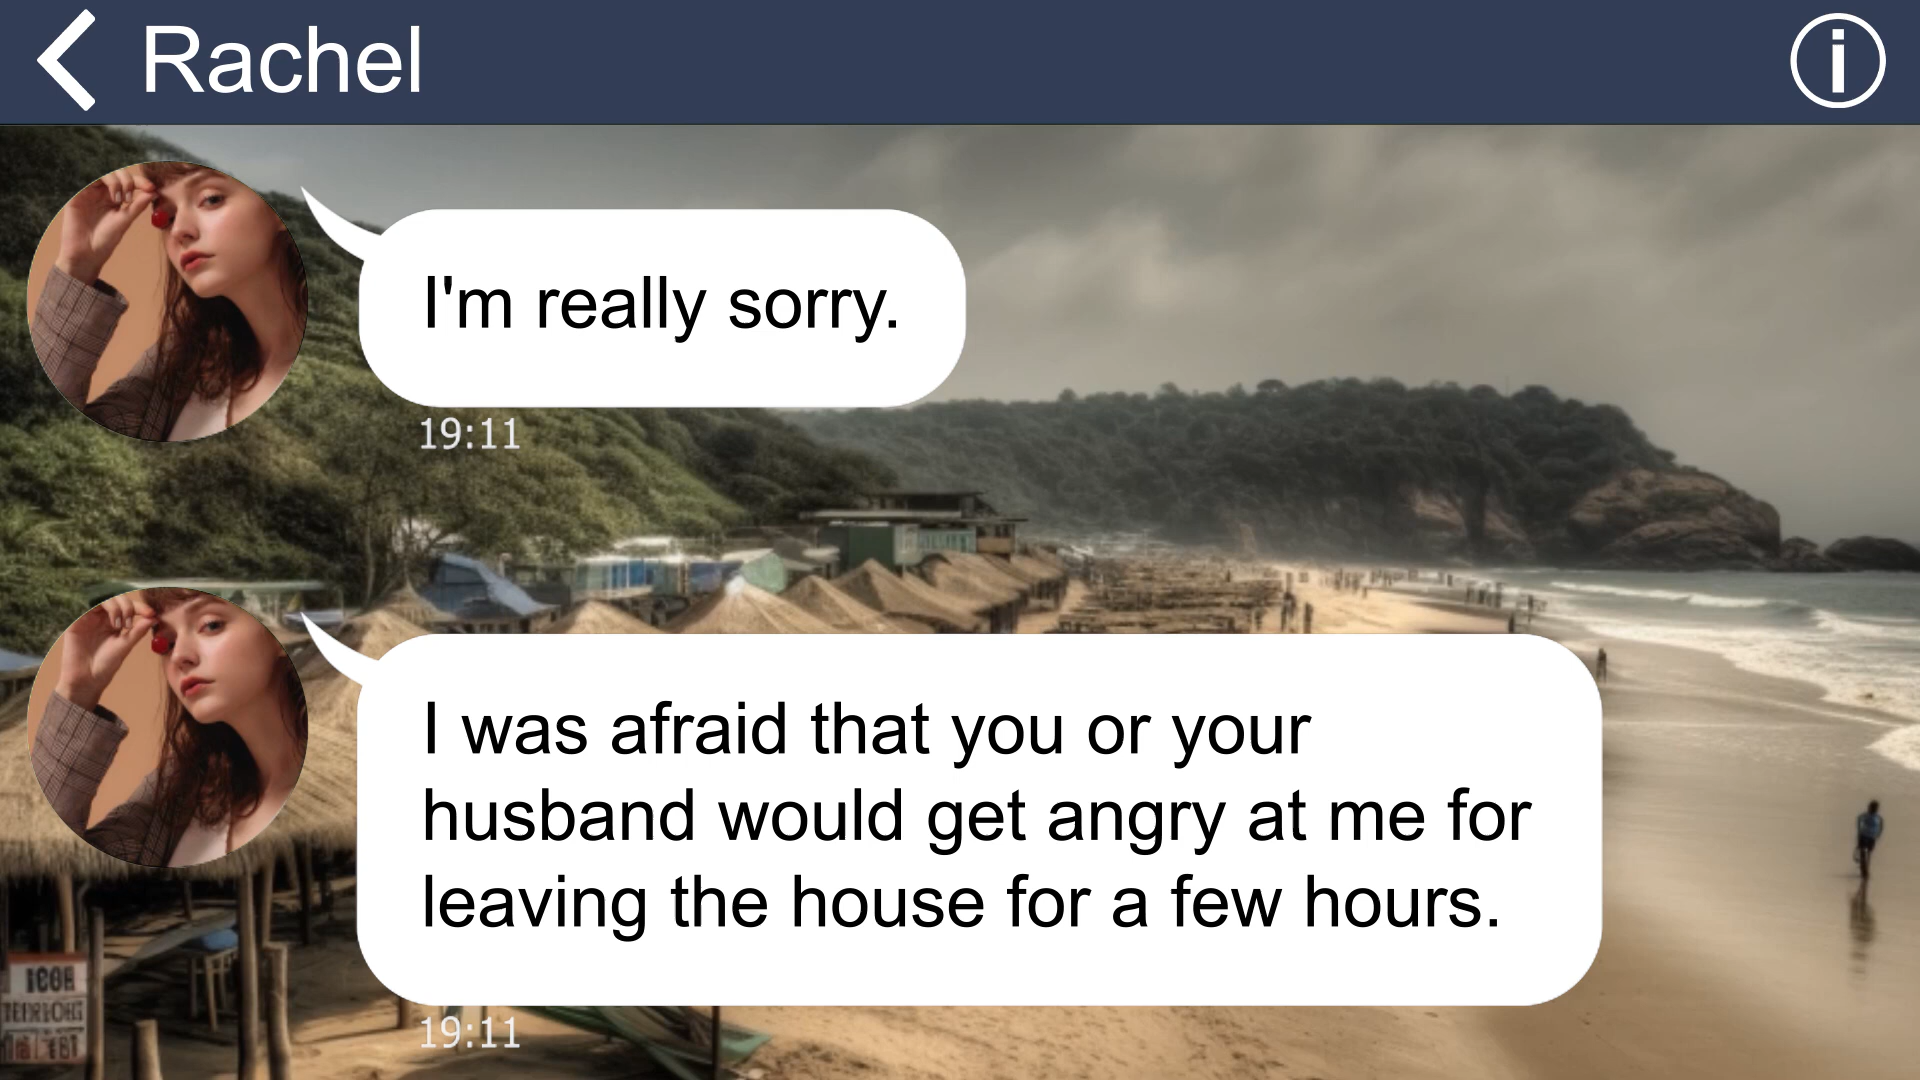 Rachel
I'm really sorry.
19:11
I was afraid that you or your
husband would get angry at me for
leaving the house for a few hours.
19:11